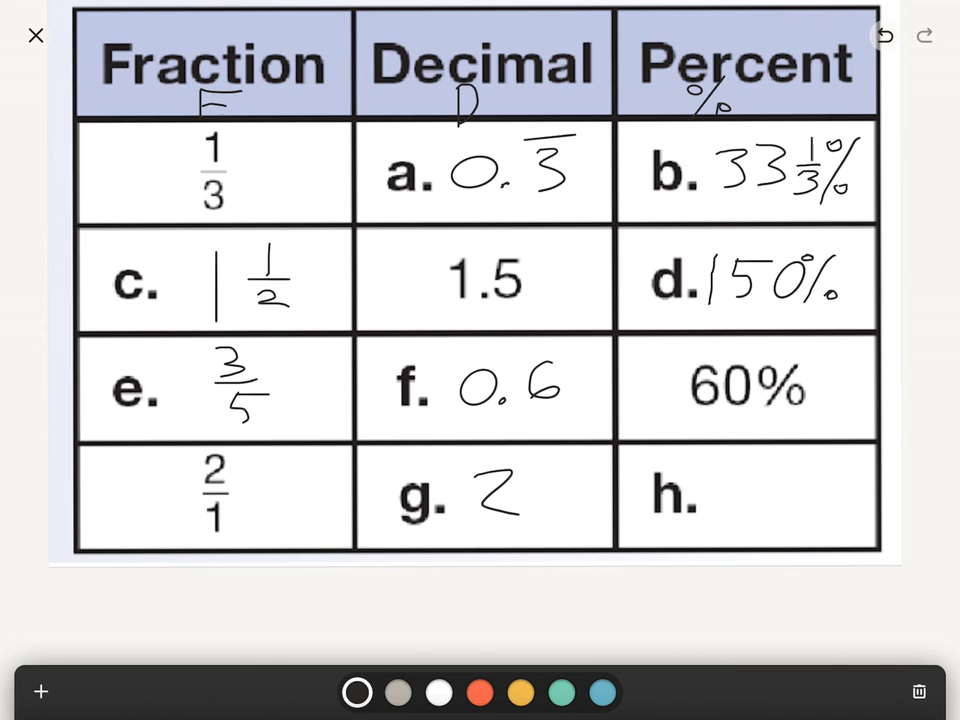 Fraction Decimal Percent
F D %
1/3 a. 0.3̅ b. 33 1/3%
c. 1 1/2 1.5 d. 150%
e. 3/5 f. 0.6 60%
2/1 g. 2 h.